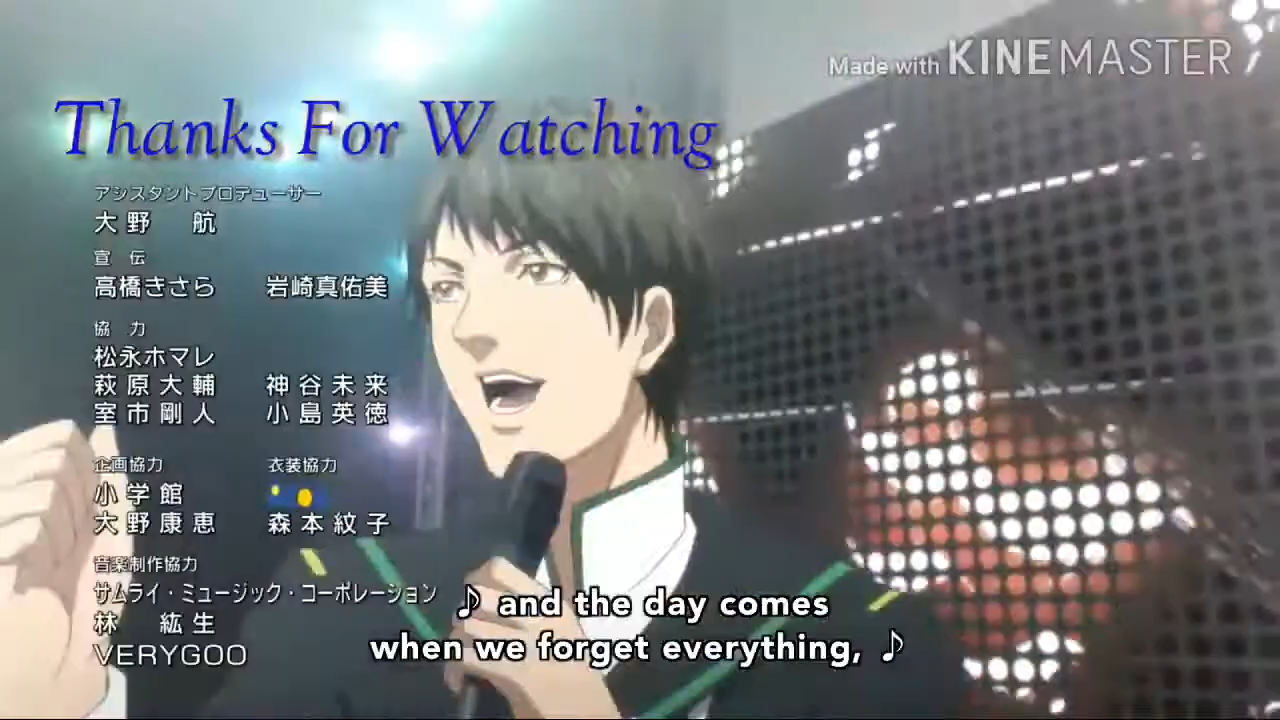 Made with KINEMASTER
Thanks For Watching
アシスタントプロデューサー
大野 航
宣 伝
高橋きさら 岩崎真佑美
協 力
松永ホマレ
萩原大輔 神谷未来
室市剛人 小島英徳
企画協力 衣装協力
小学館
大野康恵 森本紋子
音楽制作協力
サムライ・ミュージック・コーポレーション
林 紘生
VERYGOO
♪ and the day comes
when we forget everything, ♪